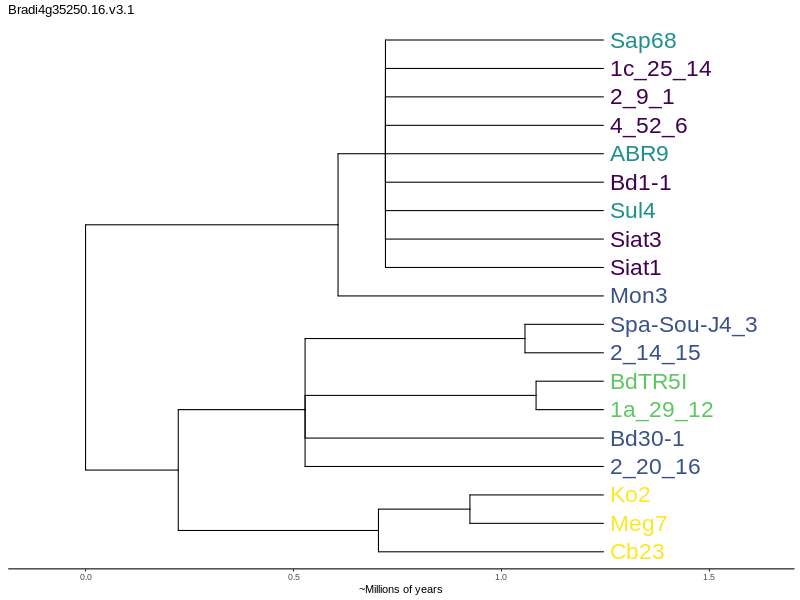 Bradi4g35250.16.v3.1
Sap68
1c_25_14
2_9_1
4_52_6
ABR9
Bd1-1
Sul4
Siat3
Siat1
Mon3
Spa-Sou-J4_3
2_14_15
BdTR5I
1a_29_12
Bd30-1
2_20_16
Ko2
Meg7
Cb23
0.0 0.5 1.0 1.5
~Millions of years